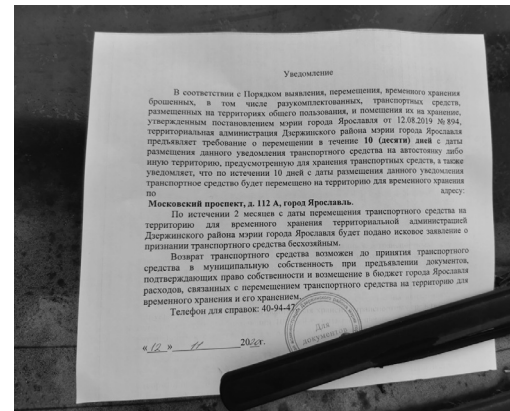 Уведомление
В соответствии с Порядком выявления, перемещения, временного хранения
брошенных, в том числе разукомплектованных, транспортных средств,
размещенных на территориях общего пользования, и помещения их на хранение,
утвержденным постановлением мэрии города Ярославля от 12.08.2019 №894,
территориальная администрация Дзержинского района мэрии города Ярославля
предъявляет требование о перемещении в течение 10 (десяти) дней с даты
размещения данного уведомления транспортного средства на автостоянку либо
иную территорию, предусмотренную для хранения транспортных средств, а также
уведомляет, что по истечении 10 дней с даты размещения данного уведомления
транспортное средство будет перемещено на территорию для временного хранения
по адресу:
Московский проспект, д. 112 А, город Ярославль.
По истечении 2 месяцев с даты перемещения транспортного средства на
территорию для временного хранения территориальной администрацией
Дзержинского района мэрии города Ярославля будет подано исковое заявление о
признании транспортного средства бесхозяйным.
Возврат транспортного средства возможен до принятия транспортного
средства в муниципальную собственность при предъявлении документов,
подтверждающих право собственности и возмещение в бюджет города Ярославля
расходов, связанных с перемещением транспортного средства на территорию для
временного хранения и его хранением.
Телефон для справок: 40-94-47
Для
документов
«12» 11 2020г.